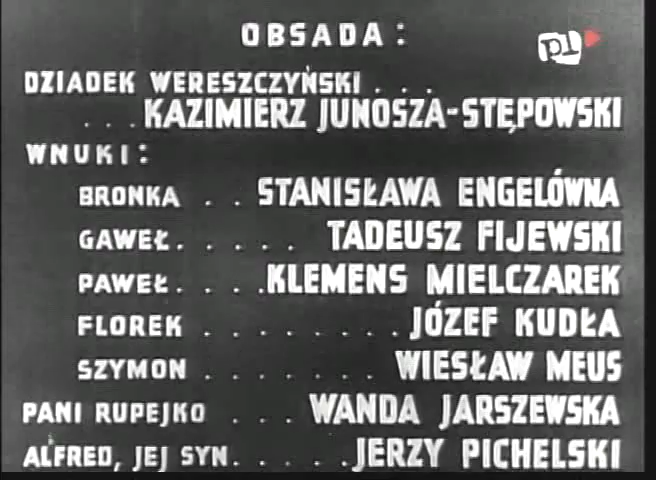 OBSADA:
DZIADEK WERESZCZYŃSKI . . .
. . . KAZIMIERZ JUNOSZA-STĘPOWSKI
WNUKI:
BRONKA . . STANISŁAWA ENGELÓWNA
GAWEŁ. . . . . TADEUSZ FIJEWSKI
PAWEŁ. . . . .KLEMENS MIELCZAREK
FLOREK . . . . . . . . JÓZEF KUDŁA
SZYMON . . . . . . . WIESŁAW MEUS
PANI RUPEJKO . . . WANDA JARSZEWSKA
ALFRED, JEJ SYN. . . . .JERZY PICHELSKI